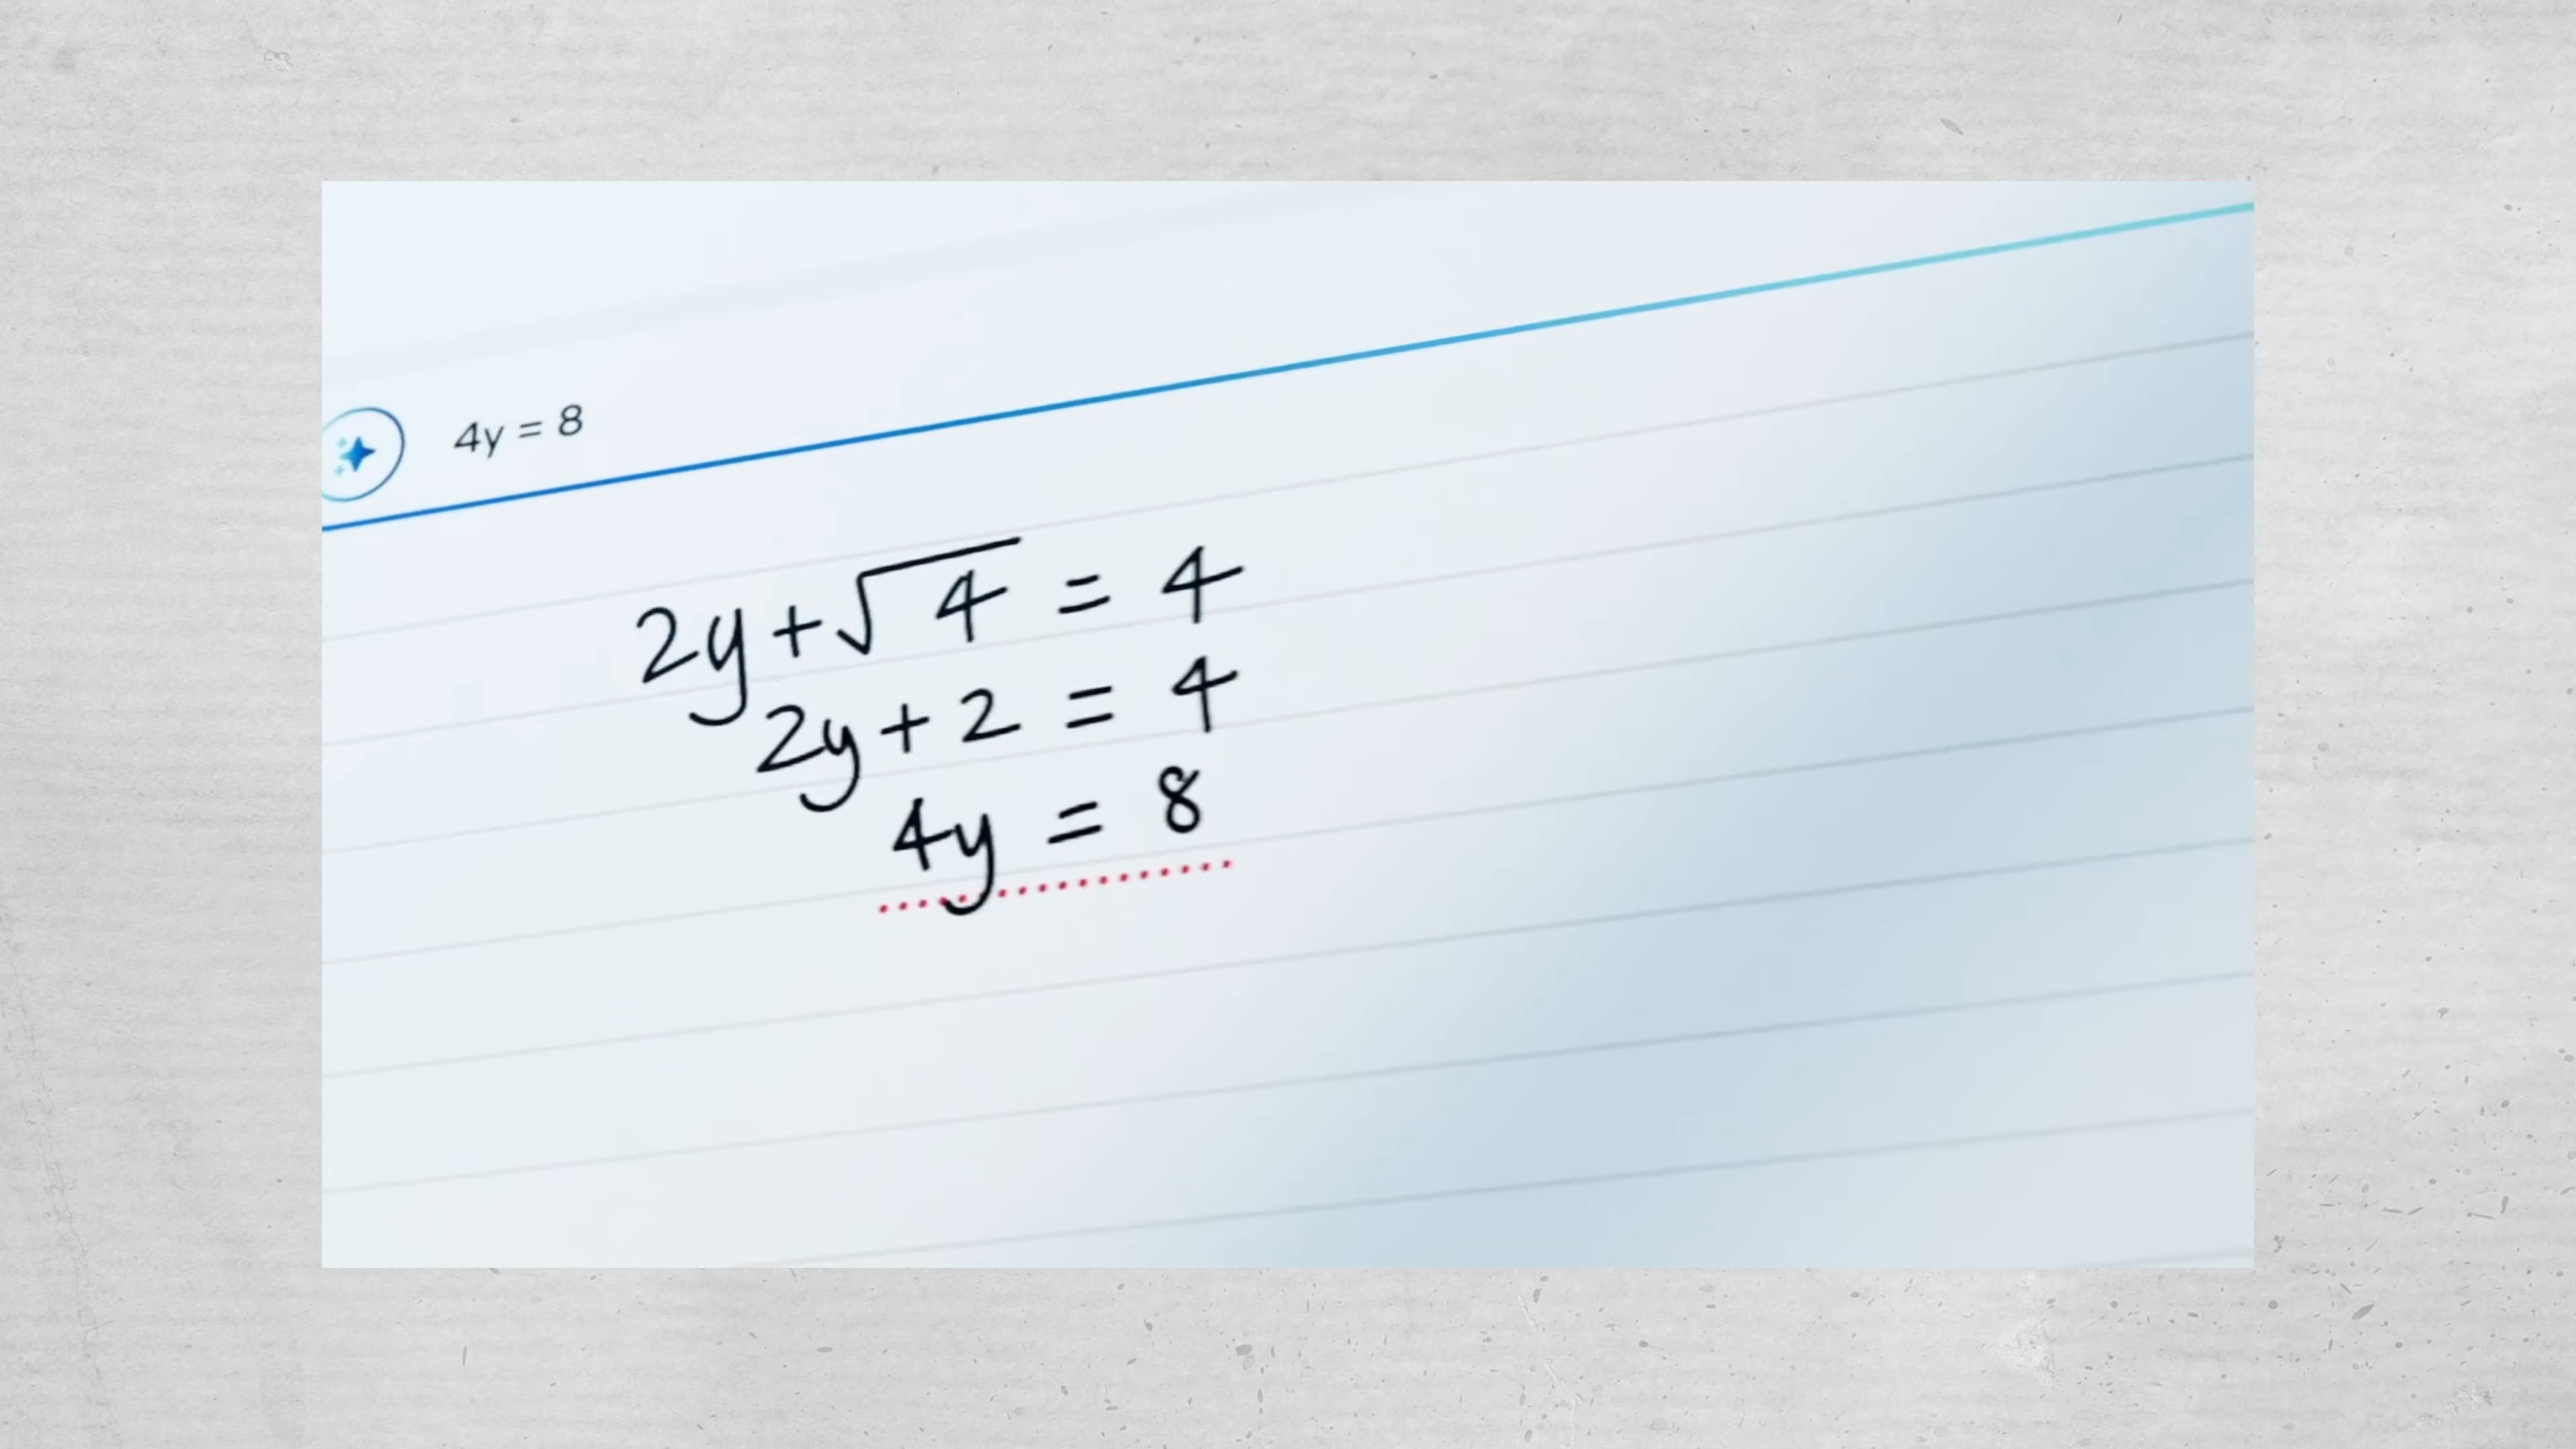 4y = 8
2y + √4 = 4
2y + 2 = 4
4y = 8